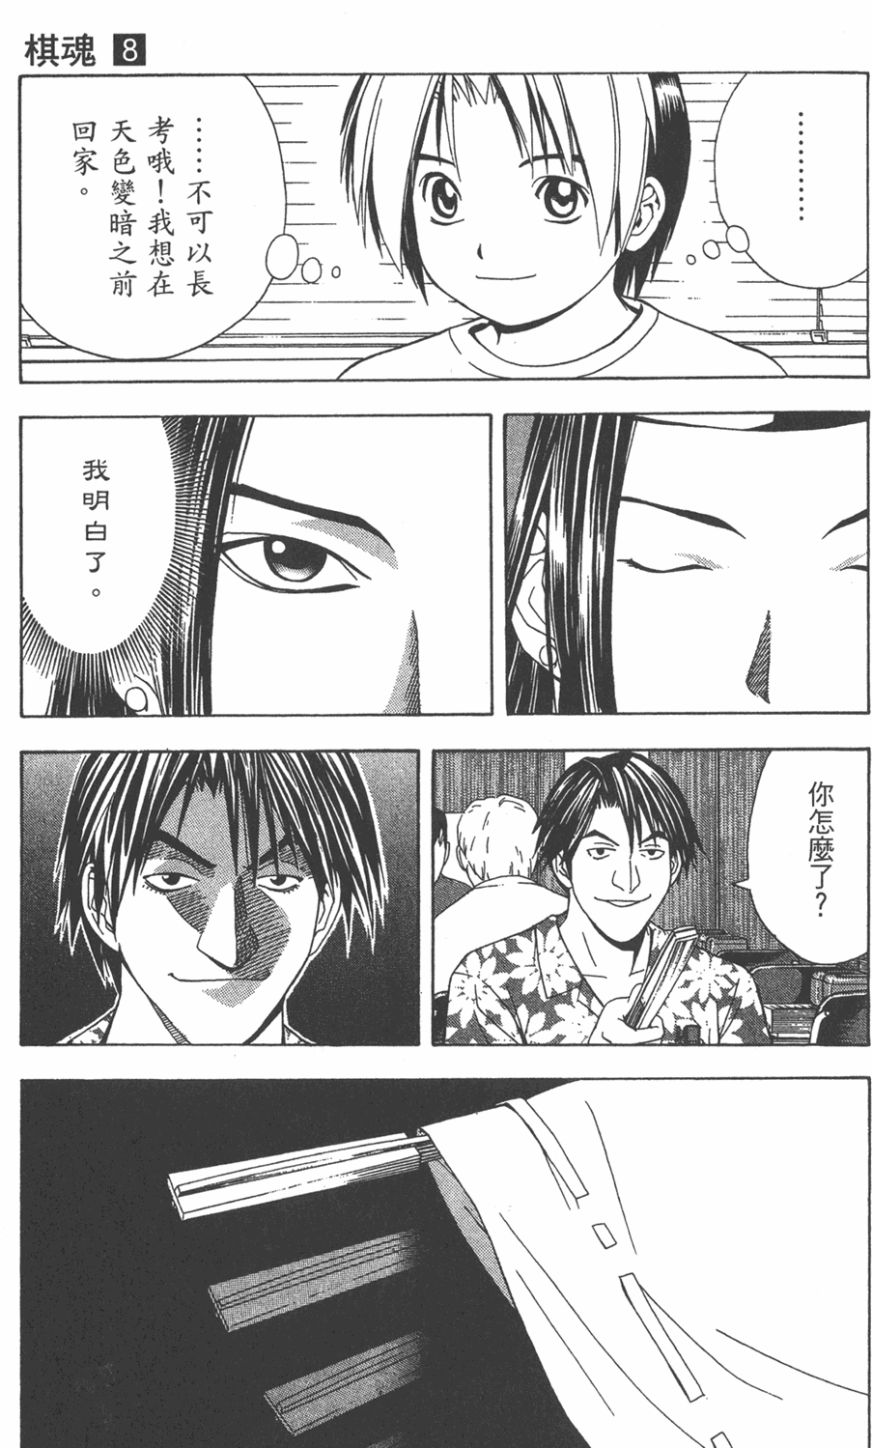 棋魂 8
…………
……不可以長
考哦！我想在
天色變暗之前
回家。
我明白了。
你怎麼了？